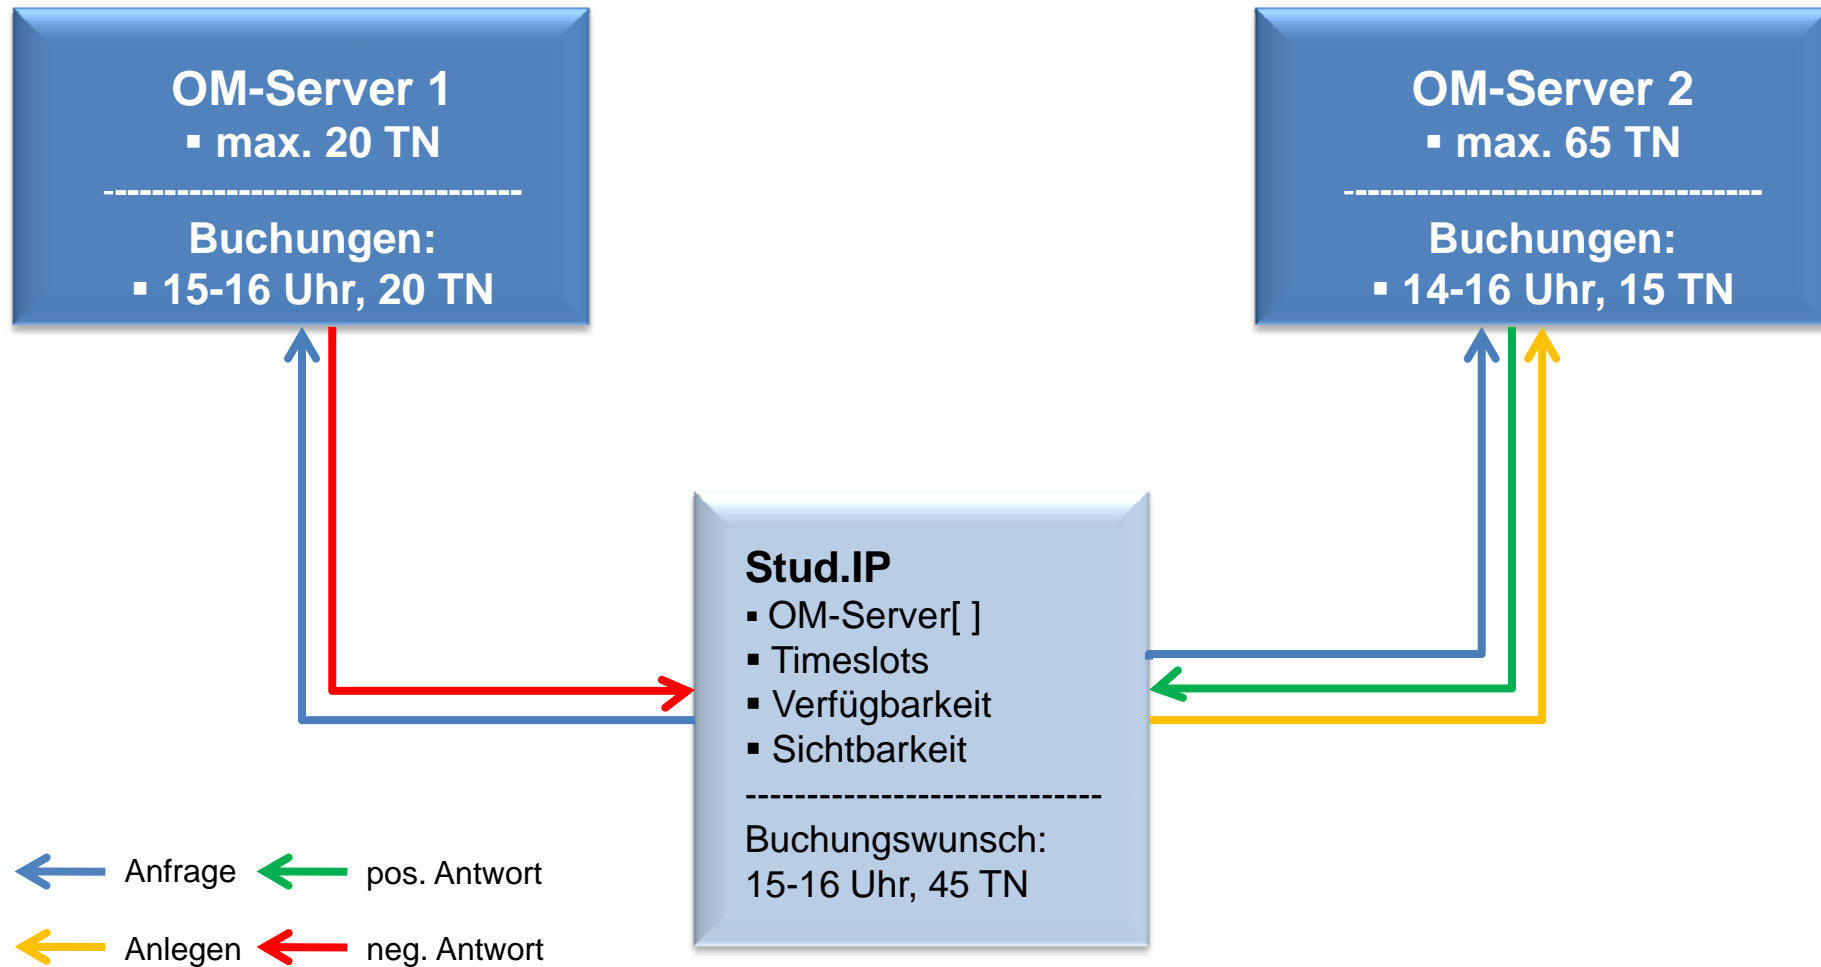 OM-Server 1
▪ max. 20 TN
----------------------------------
Buchungen:
▪ 15-16 Uhr, 20 TN
OM-Server 2
▪ max. 65 TN
----------------------------------
Buchungen:
▪ 14-16 Uhr, 15 TN
Stud.IP
▪ OM-Server[ ]
▪ Timeslots
▪ Verfügbarkeit
▪ Sichtbarkeit
-----------------------------
Buchungswunsch:
15-16 Uhr, 45 TN
Anfrage
pos. Antwort
Anlegen
neg. Antwort